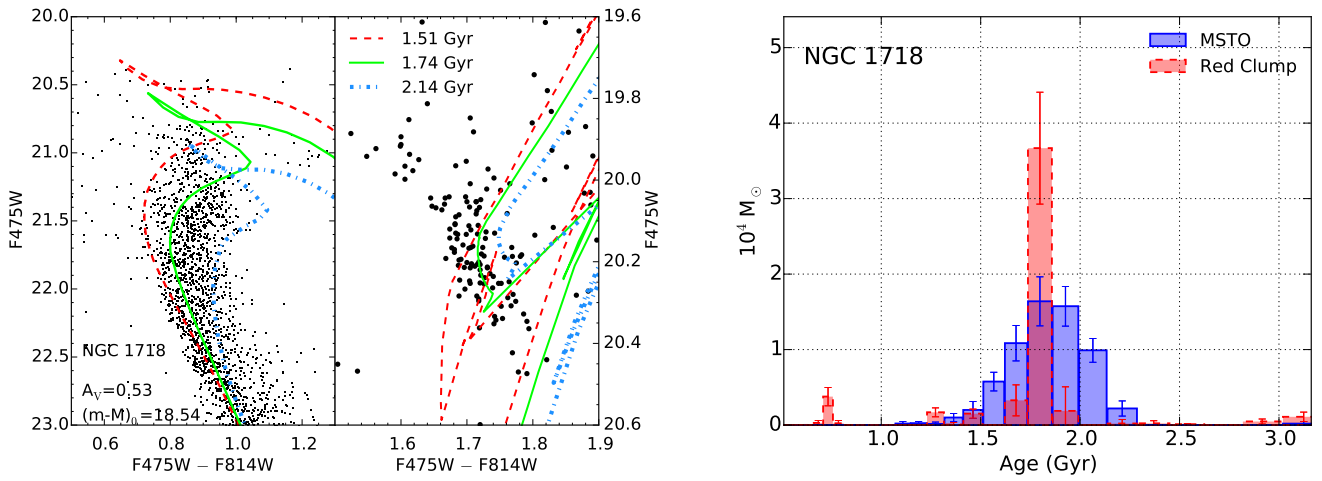 20.0
20.5
21.0
21.5
22.0
22.5
23.0
F475W
0.6 0.8 1.0 1.2
F475W − F814W
NGC 1718
A_V=0.53
(m-M)_0=18.54
1.51 Gyr
1.74 Gyr
2.14 Gyr
19.6
19.8
20.0
20.2
20.4
20.6
F475W
1.6 1.7 1.8 1.9
F475W − F814W
NGC 1718
MSTO
Red Clump
5
4
3
2
1
0
10^4 M_⊙
1.0 1.5 2.0 2.5 3.0
Age (Gyr)